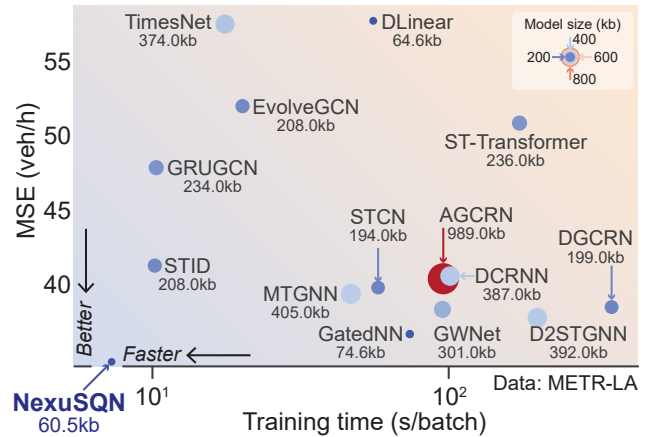 TimesNet
374.0kb
DLinear
64.6kb
Model size (kb)
400
200
600
800
55
EvolveGCN
208.0kb
50
ST-Transformer
236.0kb
GRUGCN
234.0kb
MSE (veh/h)
45
STCN
194.0kb
AGCRN
989.0kb
DGCRN
199.0kb
STID
208.0kb
DCRNN
387.0kb
40
MTGNN
405.0kb
GatedNN
74.6kb
GWNet
301.0kb
D2STGNN
392.0kb
Better
Faster
NexuSQN
60.5kb
10¹
10²
Data: METR-LA
Training time (s/batch)